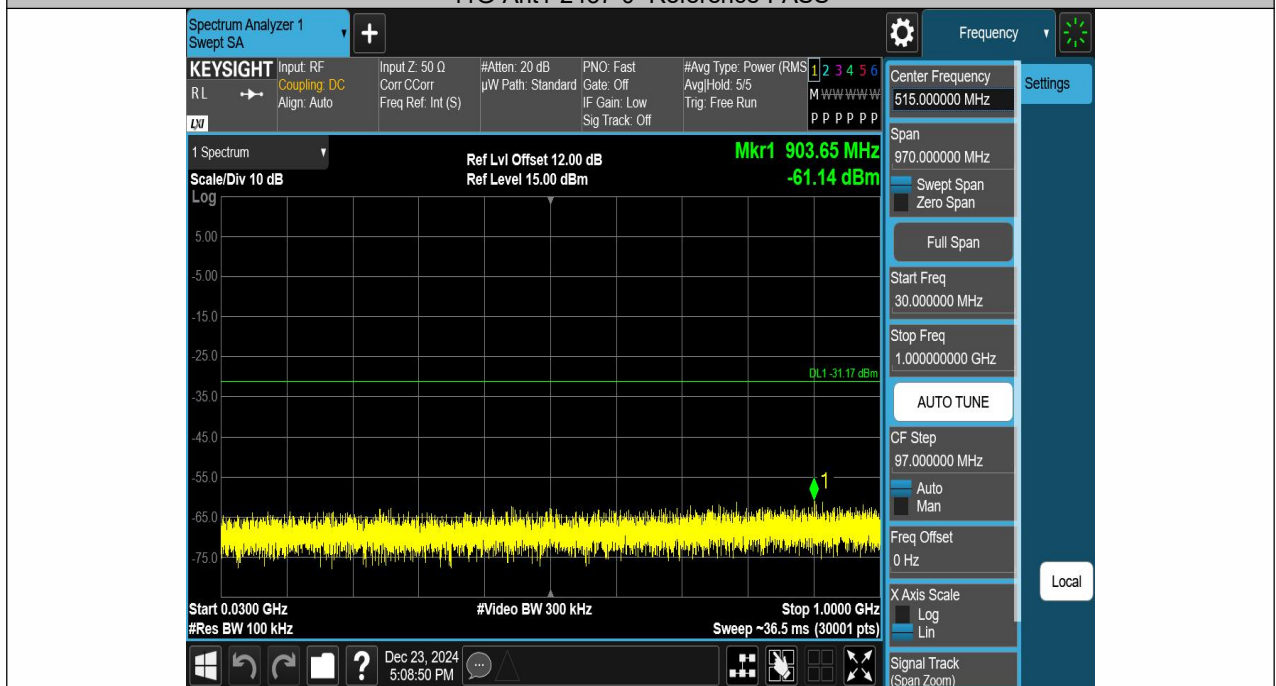 Spectrum Analyzer 1
Swept SA
+
Frequency
KEYSIGHT
RL
LXI
Input: RF
Coupling: DC
Align: Auto
Input Z: 50 Ω
Corr CCorr
Freq Ref: Int (S)
#Atten: 20 dB
µW Path: Standard
PNO: Fast
Gate: Off
IF Gain: Low
Sig Track: Off
#Avg Type: Power (RMS
Avg|Hold: 5/5
Trig: Free Run
1 2 3 4 5 6
M W W W W W
P P P P P P
1 Spectrum
Scale/Div 10 dB
Log
Ref Lvl Offset 12.00 dB
Ref Level 15.00 dBm
Mkr1 903.65 MHz
-61.14 dBm
5.00
-5.00
-15.0
-25.0
DL1 -31.17 dBm
-35.0
-45.0
-55.0
1
-65.0
-75.0
Start 0.0300 GHz
#Res BW 100 kHz
#Video BW 300 kHz
Stop 1.0000 GHz
Sweep ~36.5 ms (30001 pts)
Center Frequency
515.000000 MHz
Settings
Span
970.000000 MHz
Swept Span
Zero Span
Full Span
Start Freq
30.000000 MHz
Stop Freq
1.000000000 GHz
AUTO TUNE
CF Step
97.000000 MHz
Auto
Man
Freq Offset
0 Hz
Local
X Axis Scale
Log
Lin
Signal Track
(Span Zoom)
?
Dec 23, 2024
5:08:50 PM